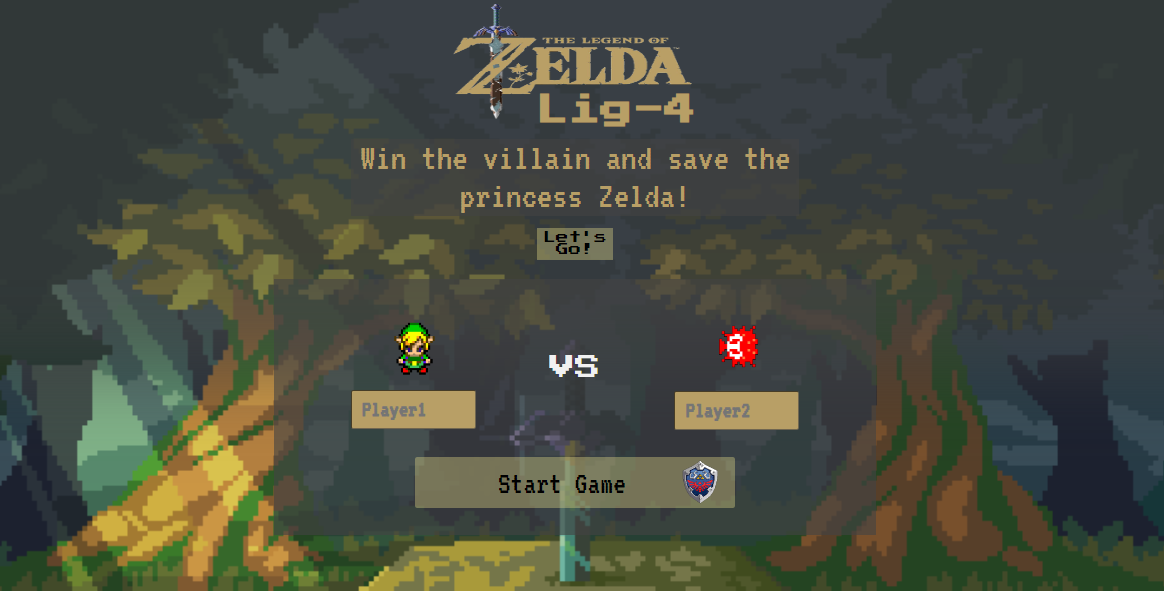 THE LEGEND OF
ZELDA
Lig-4
Win the villain and save the
princess Zelda!
Let's
Go!
VS
Player1
Player2
Start Game